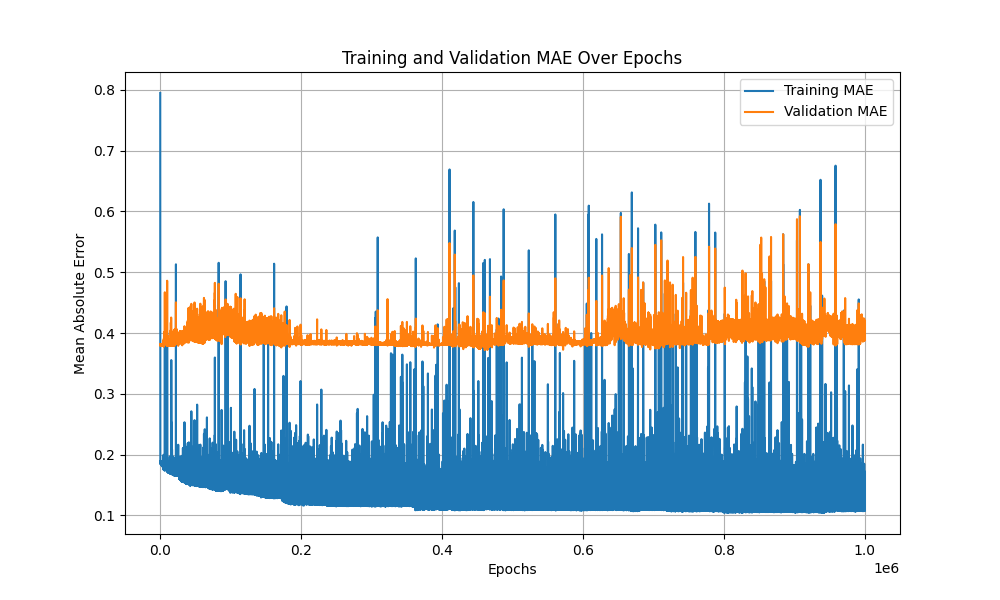 Training and Validation MAE Over Epochs
Training MAE
Validation MAE
Mean Absolute Error
0.8
0.7
0.6
0.5
0.4
0.3
0.2
0.1
0.0 0.2 0.4 0.6 0.8 1.0
1e6
Epochs